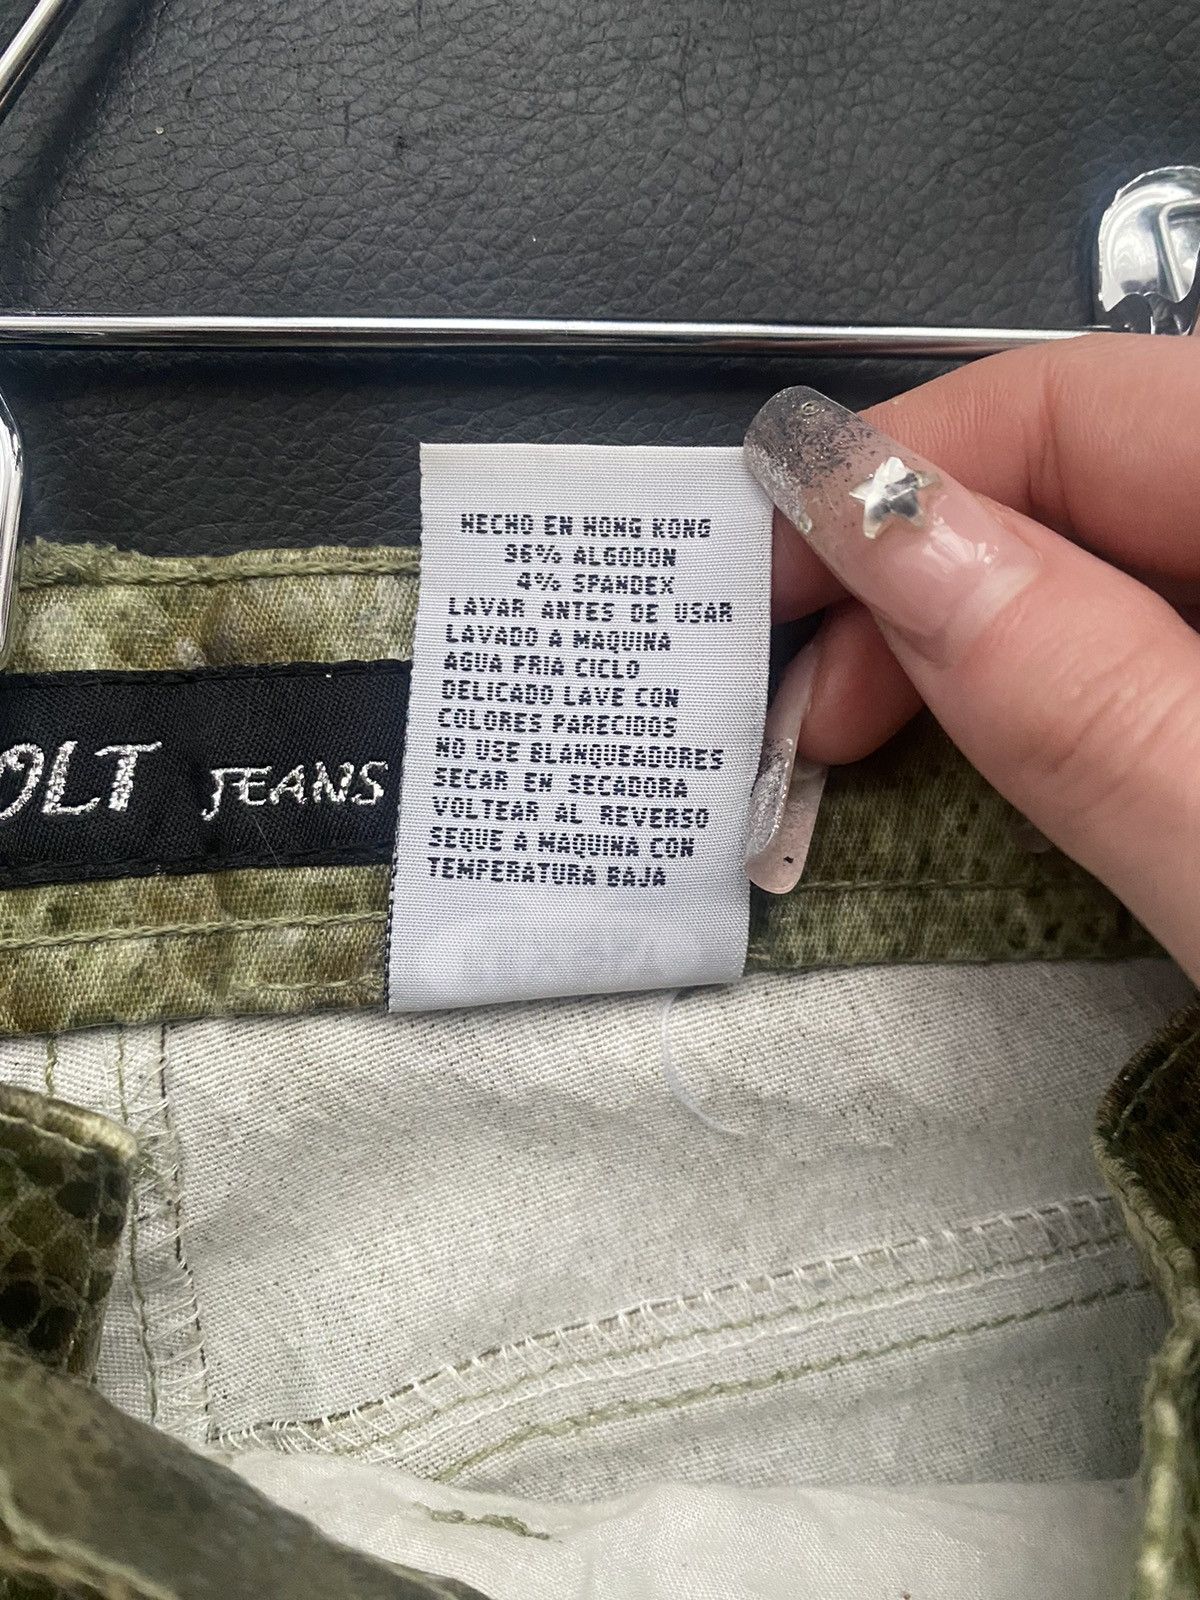 HECHO EN HONG KONG
96% ALGODON
4% SPANDEX
LAVAR ANTES DE USAR
LAVADO A MAQUINA
AGUA FRIA CICLO
DELICADO LAVE CON
COLORES PARECIDOS
NO USE BLANQUEADORES
SECAR EN SECADORA
VOLTEAR AL REVERSO
SEQUE A MAQUINA CON
TEMPERATURA BAJA
OLT JEANS